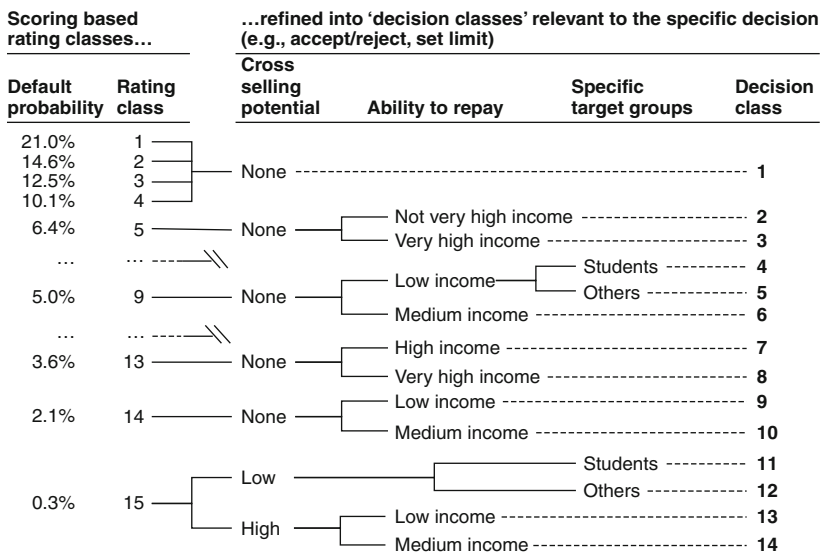 Scoring based …refined into ‘decision classes’ relevant to the specific decision
rating classes… (e.g., accept/reject, set limit)
Cross
Default Rating selling Specific Decision
probability class potential Ability to repay target groups class
21.0% 1
14.6% 2
None 1
12.5% 3
10.1% 4
Not very high income 2
6.4% 5 None
Very high income 3
… …
Students 4
Low income
Others 5
5.0% 9 None
Medium income 6
… …
High income 7
3.6% 13 None
Very high income 8
Low income 9
2.1% 14 None
Medium income 10
Students 11
Low
Others 12
0.3% 15
Low income 13
High
Medium income 14